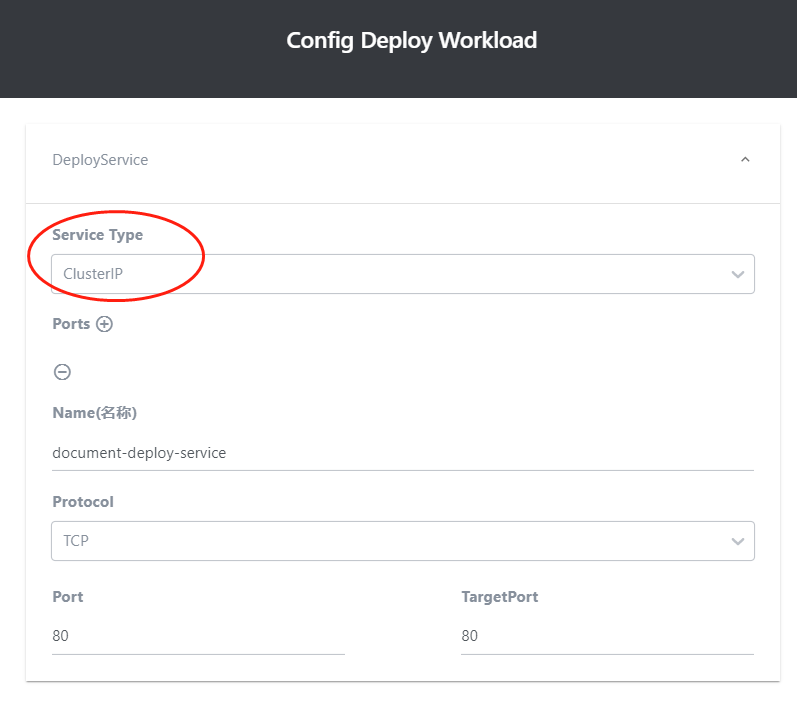 Config Deploy Workload
DeployService
Service Type
ClusterIP
Ports
Name(名称)
document-deploy-service
Protocol
TCP
Port TargetPort
80 80